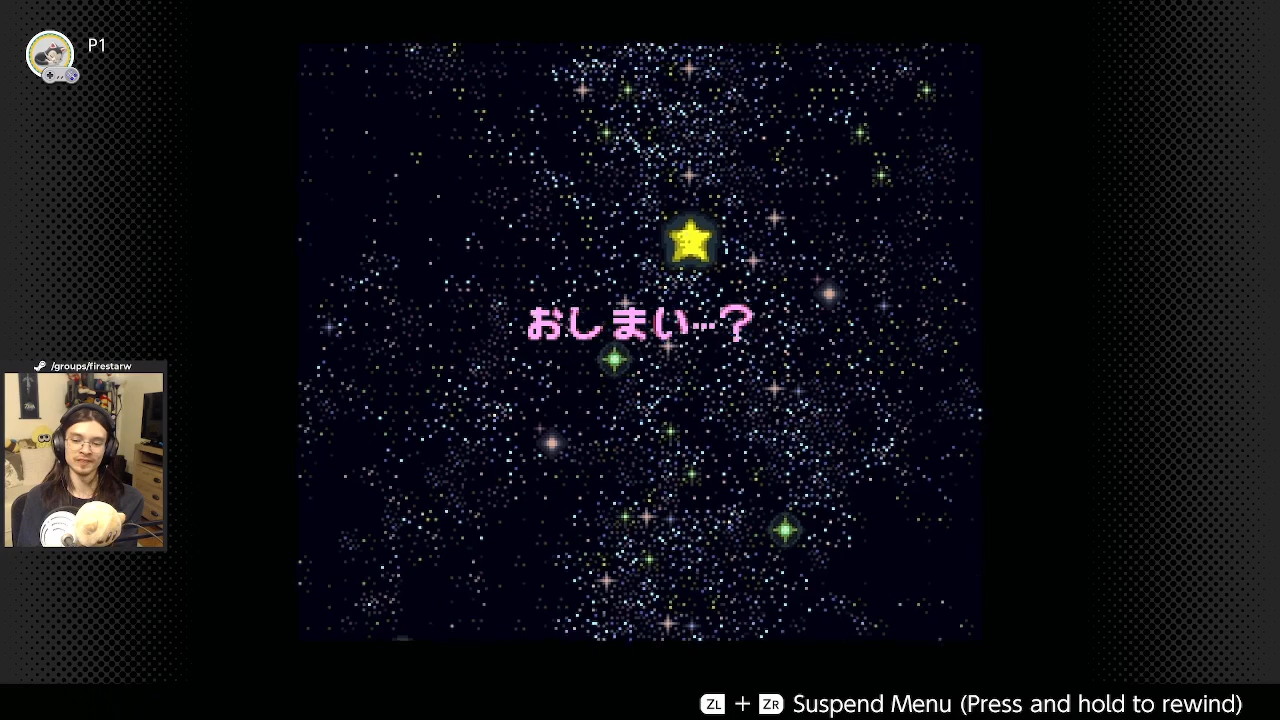 P1
おしまい…？
/groups/firestarw
ZL + ZR Suspend Menu (Press and hold to rewind)